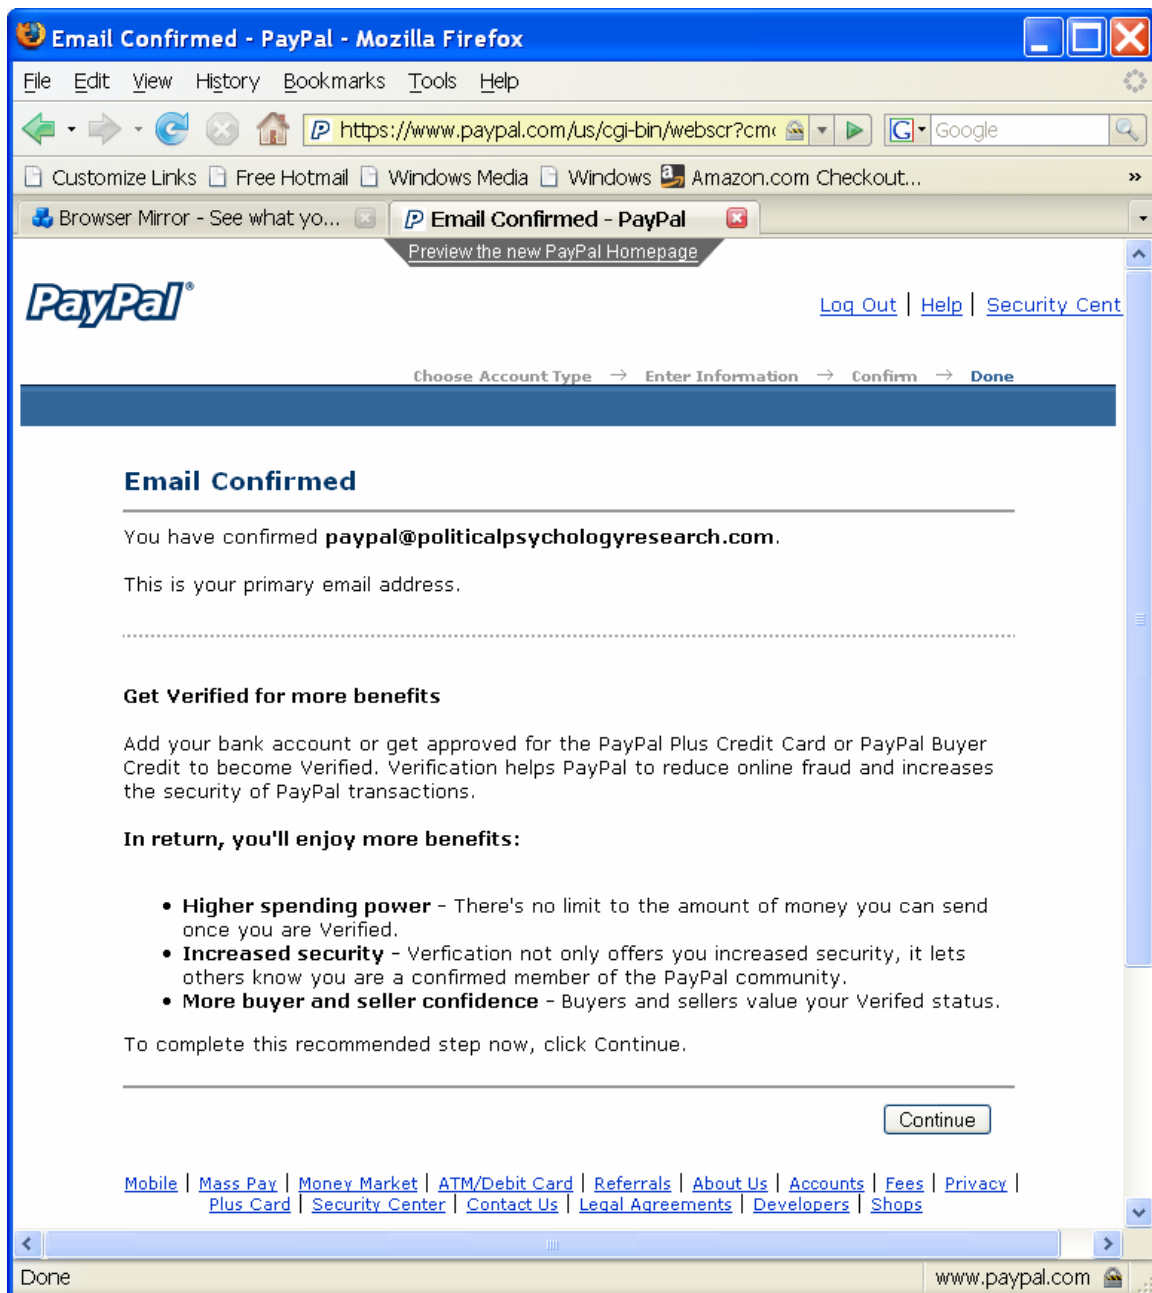 Email Confirmed - PayPal - Mozilla Firefox
File Edit View History Bookmarks Tools Help
https://www.paypal.com/us/cgi-bin/webscr?cm G Google
Customize Links Free Hotmail Windows Media Windows Amazon.com Checkout... »
Browser Mirror - See what yo... Email Confirmed - PayPal
Preview the new PayPal Homepage
PayPal®
Log Out | Help | Security Cent
Choose Account Type → Enter Information → Confirm → Done
Email Confirmed
You have confirmed paypal@politicalpsychologyresearch.com.
This is your primary email address.
Get Verified for more benefits
Add your bank account or get approved for the PayPal Plus Credit Card or PayPal Buyer
Credit to become Verified. Verification helps PayPal to reduce online fraud and increases
the security of PayPal transactions.
In return, you'll enjoy more benefits:
• Higher spending power - There's no limit to the amount of money you can send
once you are Verified.
• Increased security - Verfication not only offers you increased security, it lets
others know you are a confirmed member of the PayPal community.
• More buyer and seller confidence - Buyers and sellers value your Verifed status.
To complete this recommended step now, click Continue.
Continue
Mobile | Mass Pay | Money Market | ATM/Debit Card | Referrals | About Us | Accounts | Fees | Privacy |
Plus Card | Security Center | Contact Us | Legal Agreements | Developers | Shops
Done www.paypal.com